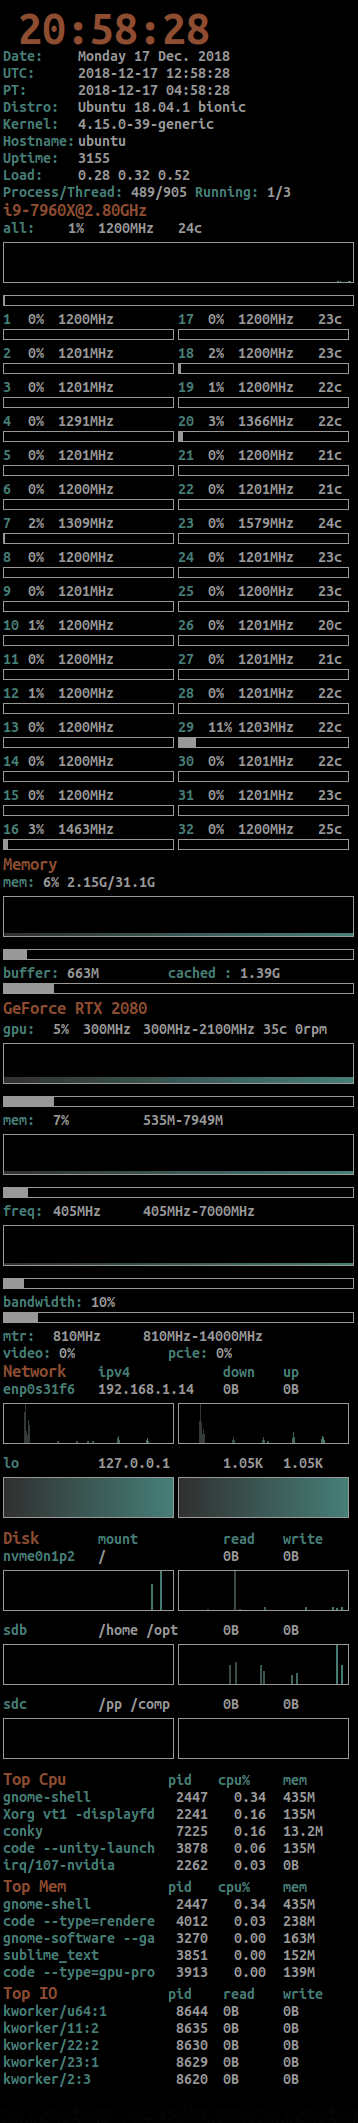 20:58:28
Date: Monday 17 Dec. 2018
UTC: 2018-12-17 12:58:28
PT: 2018-12-17 04:58:28
Distro: Ubuntu 18.04.1 bionic
Kernel: 4.15.0-39-generic
Hostname: ubuntu
Uptime: 3155
Load: 0.28 0.32 0.52
Process/Thread: 489/905 Running: 1/3
i9-7960X@2.80GHz
all: 1% 1200MHz 24c
1 0% 1200MHz 17 0% 1200MHz 23c
2 0% 1201MHz 18 2% 1200MHz 23c
3 0% 1201MHz 19 1% 1200MHz 22c
4 0% 1291MHz 20 3% 1366MHz 22c
5 0% 1201MHz 21 0% 1200MHz 21c
6 0% 1200MHz 22 0% 1201MHz 21c
7 2% 1309MHz 23 0% 1579MHz 24c
8 0% 1200MHz 24 0% 1201MHz 23c
9 0% 1201MHz 25 0% 1200MHz 23c
10 1% 1200MHz 26 0% 1201MHz 20c
11 0% 1200MHz 27 0% 1201MHz 21c
12 1% 1200MHz 28 0% 1201MHz 22c
13 0% 1200MHz 29 11% 1203MHz 22c
14 0% 1200MHz 30 0% 1201MHz 22c
15 0% 1200MHz 31 0% 1201MHz 23c
16 3% 1463MHz 32 0% 1200MHz 25c
Memory
mem: 6% 2.15G/31.1G
buffer: 663M cached : 1.39G
GeForce RTX 2080
gpu: 5% 300MHz 300MHz-2100MHz 35c 0rpm
mem: 7% 535M-7949M
freq: 405MHz 405MHz-7000MHz
bandwidth: 10%
mtr: 810MHz 810MHz-14000MHz
video: 0% pcie: 0%
Network ipv4 down up
enp0s31f6 192.168.1.14 0B 0B
lo 127.0.0.1 1.05K 1.05K
Disk mount read write
nvme0n1p2 / 0B 0B
sdb /home /opt 0B 0B
sdc /pp /comp 0B 0B
Top Cpu pid cpu% mem
gnome-shell 2447 0.34 435M
Xorg vt1 -displayfd 2241 0.16 135M
conky 7225 0.16 13.2M
code --unity-launch 3878 0.06 135M
irq/107-nvidia 2262 0.03 0B
Top Mem pid cpu% mem
gnome-shell 2447 0.34 435M
code --type=rendere 4012 0.03 238M
gnome-software --ga 3270 0.00 163M
sublime_text 3851 0.00 152M
code --type=gpu-pro 3913 0.00 139M
Top IO pid read write
kworker/u64:1 8644 0B 0B
kworker/11:2 8635 0B 0B
kworker/22:2 8630 0B 0B
kworker/23:1 8629 0B 0B
kworker/2:3 8620 0B 0B